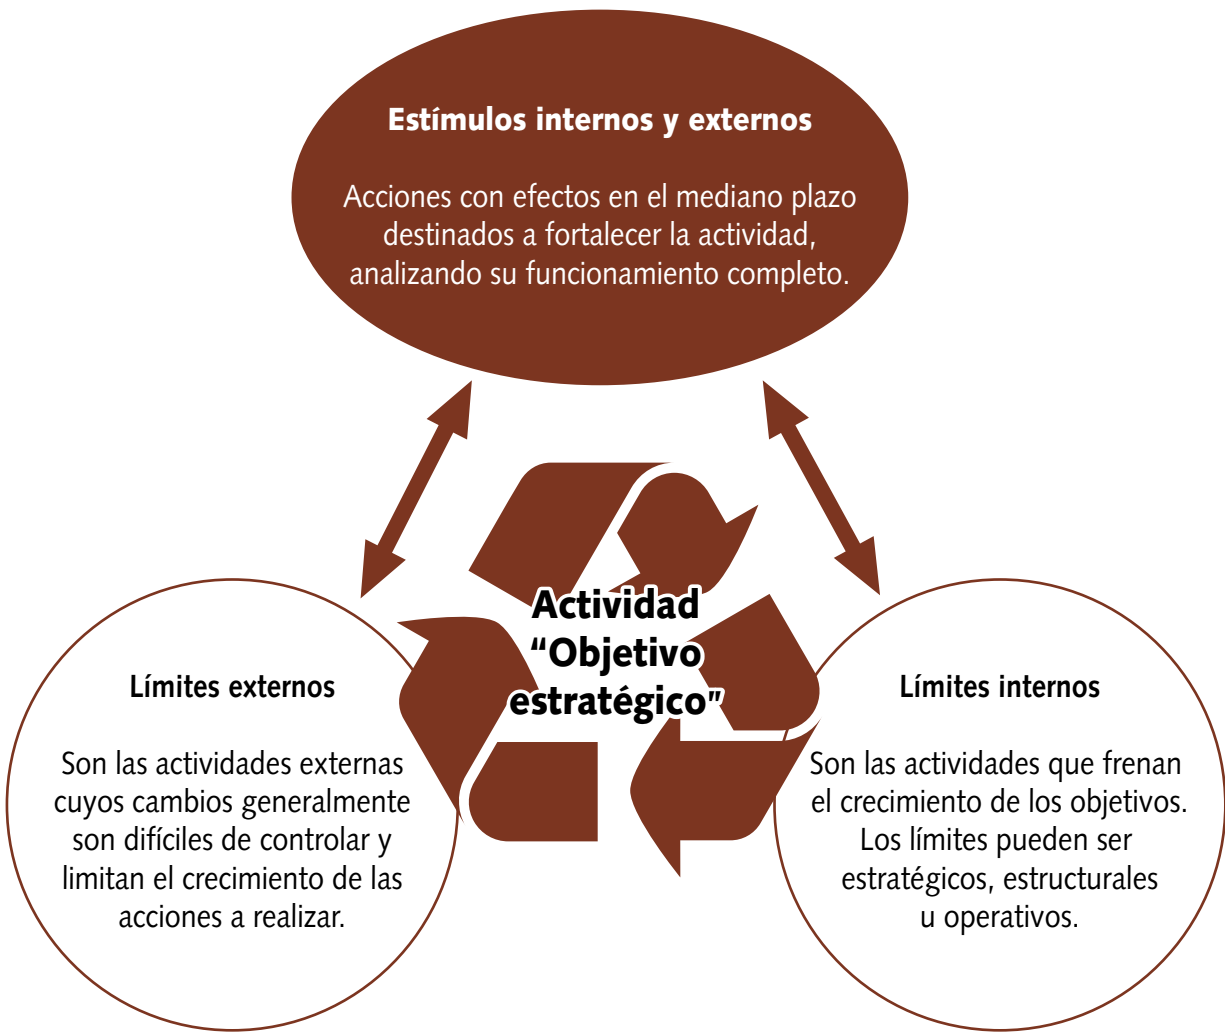 Estímulos internos y externos
Acciones con efectos en el mediano plazo
destinados a fortalecer la actividad,
analizando su funcionamiento completo.
Actividad
“Objetivo
estratégico”
Límites externos
Son las actividades externas
cuyos cambios generalmente
son difíciles de controlar y
limitan el crecimiento de las
acciones a realizar.
Límites internos
Son las actividades que frenan
el crecimiento de los objetivos.
Los límites pueden ser
estratégicos, estructurales
u operativos.